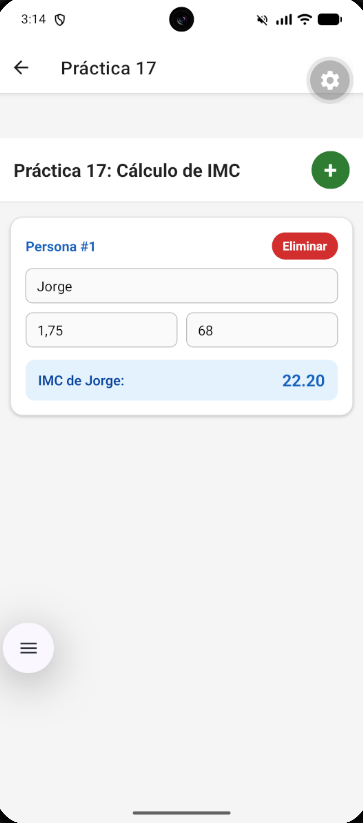 3:14
Práctica 17
Práctica 17: Cálculo de IMC
+
Persona #1 Eliminar
Jorge
1,75 68
IMC de Jorge: 22.20